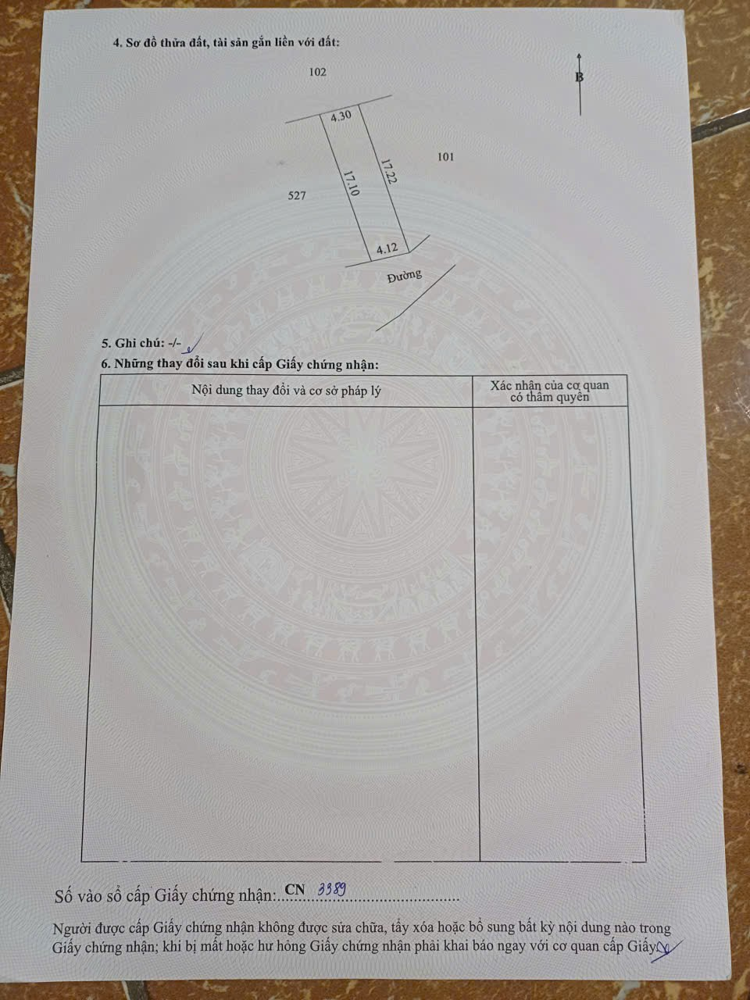 4. Sơ đồ thửa đất, tài sản gắn liền với đất:
102
B
4.30
101
17.22
17.10
527
4.12
Đường
5. Ghi chú: -/-
6. Những thay đổi sau khi cấp Giấy chứng nhận:
Nội dung thay đổi và cơ sở pháp lý
Xác nhận của cơ quan
có thẩm quyền
Số vào sổ cấp Giấy chứng nhận: CN 3389
Người được cấp Giấy chứng nhận không được sửa chữa, tẩy xóa hoặc bổ sung bất kỳ nội dung nào trong
Giấy chứng nhận; khi bị mất hoặc hư hỏng Giấy chứng nhận phải khai báo ngay với cơ quan cấp Giấy.